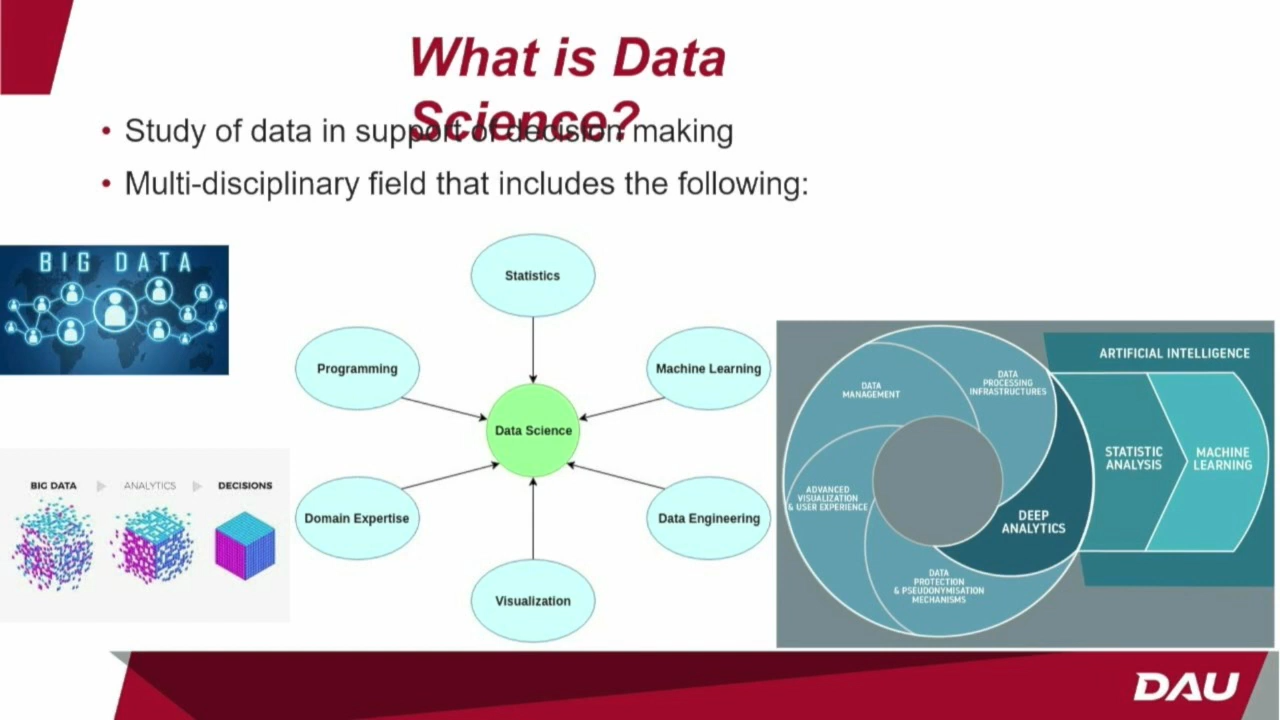 What is Data
Science?
• Study of data in support of decision making
• Multi-disciplinary field that includes the following:
BIG DATA
BIG DATA
ANALYTICS
DECISIONS
Statistics
Programming
Machine Learning
Data Science
Domain Expertise
Data Engineering
Visualization
ARTIFICIAL INTELLIGENCE
DATA
MANAGEMENT
DATA
PROCESSING
INFRASTRUCTURES
STATISTIC
ANALYSIS
MACHINE
LEARNING
ADVANCED
VISUALIZATION
& USER EXPERIENCE
DEEP
ANALYTICS
DATA
PROTECTION
& PSEUDONYMISATION
MECHANISMS
DAU